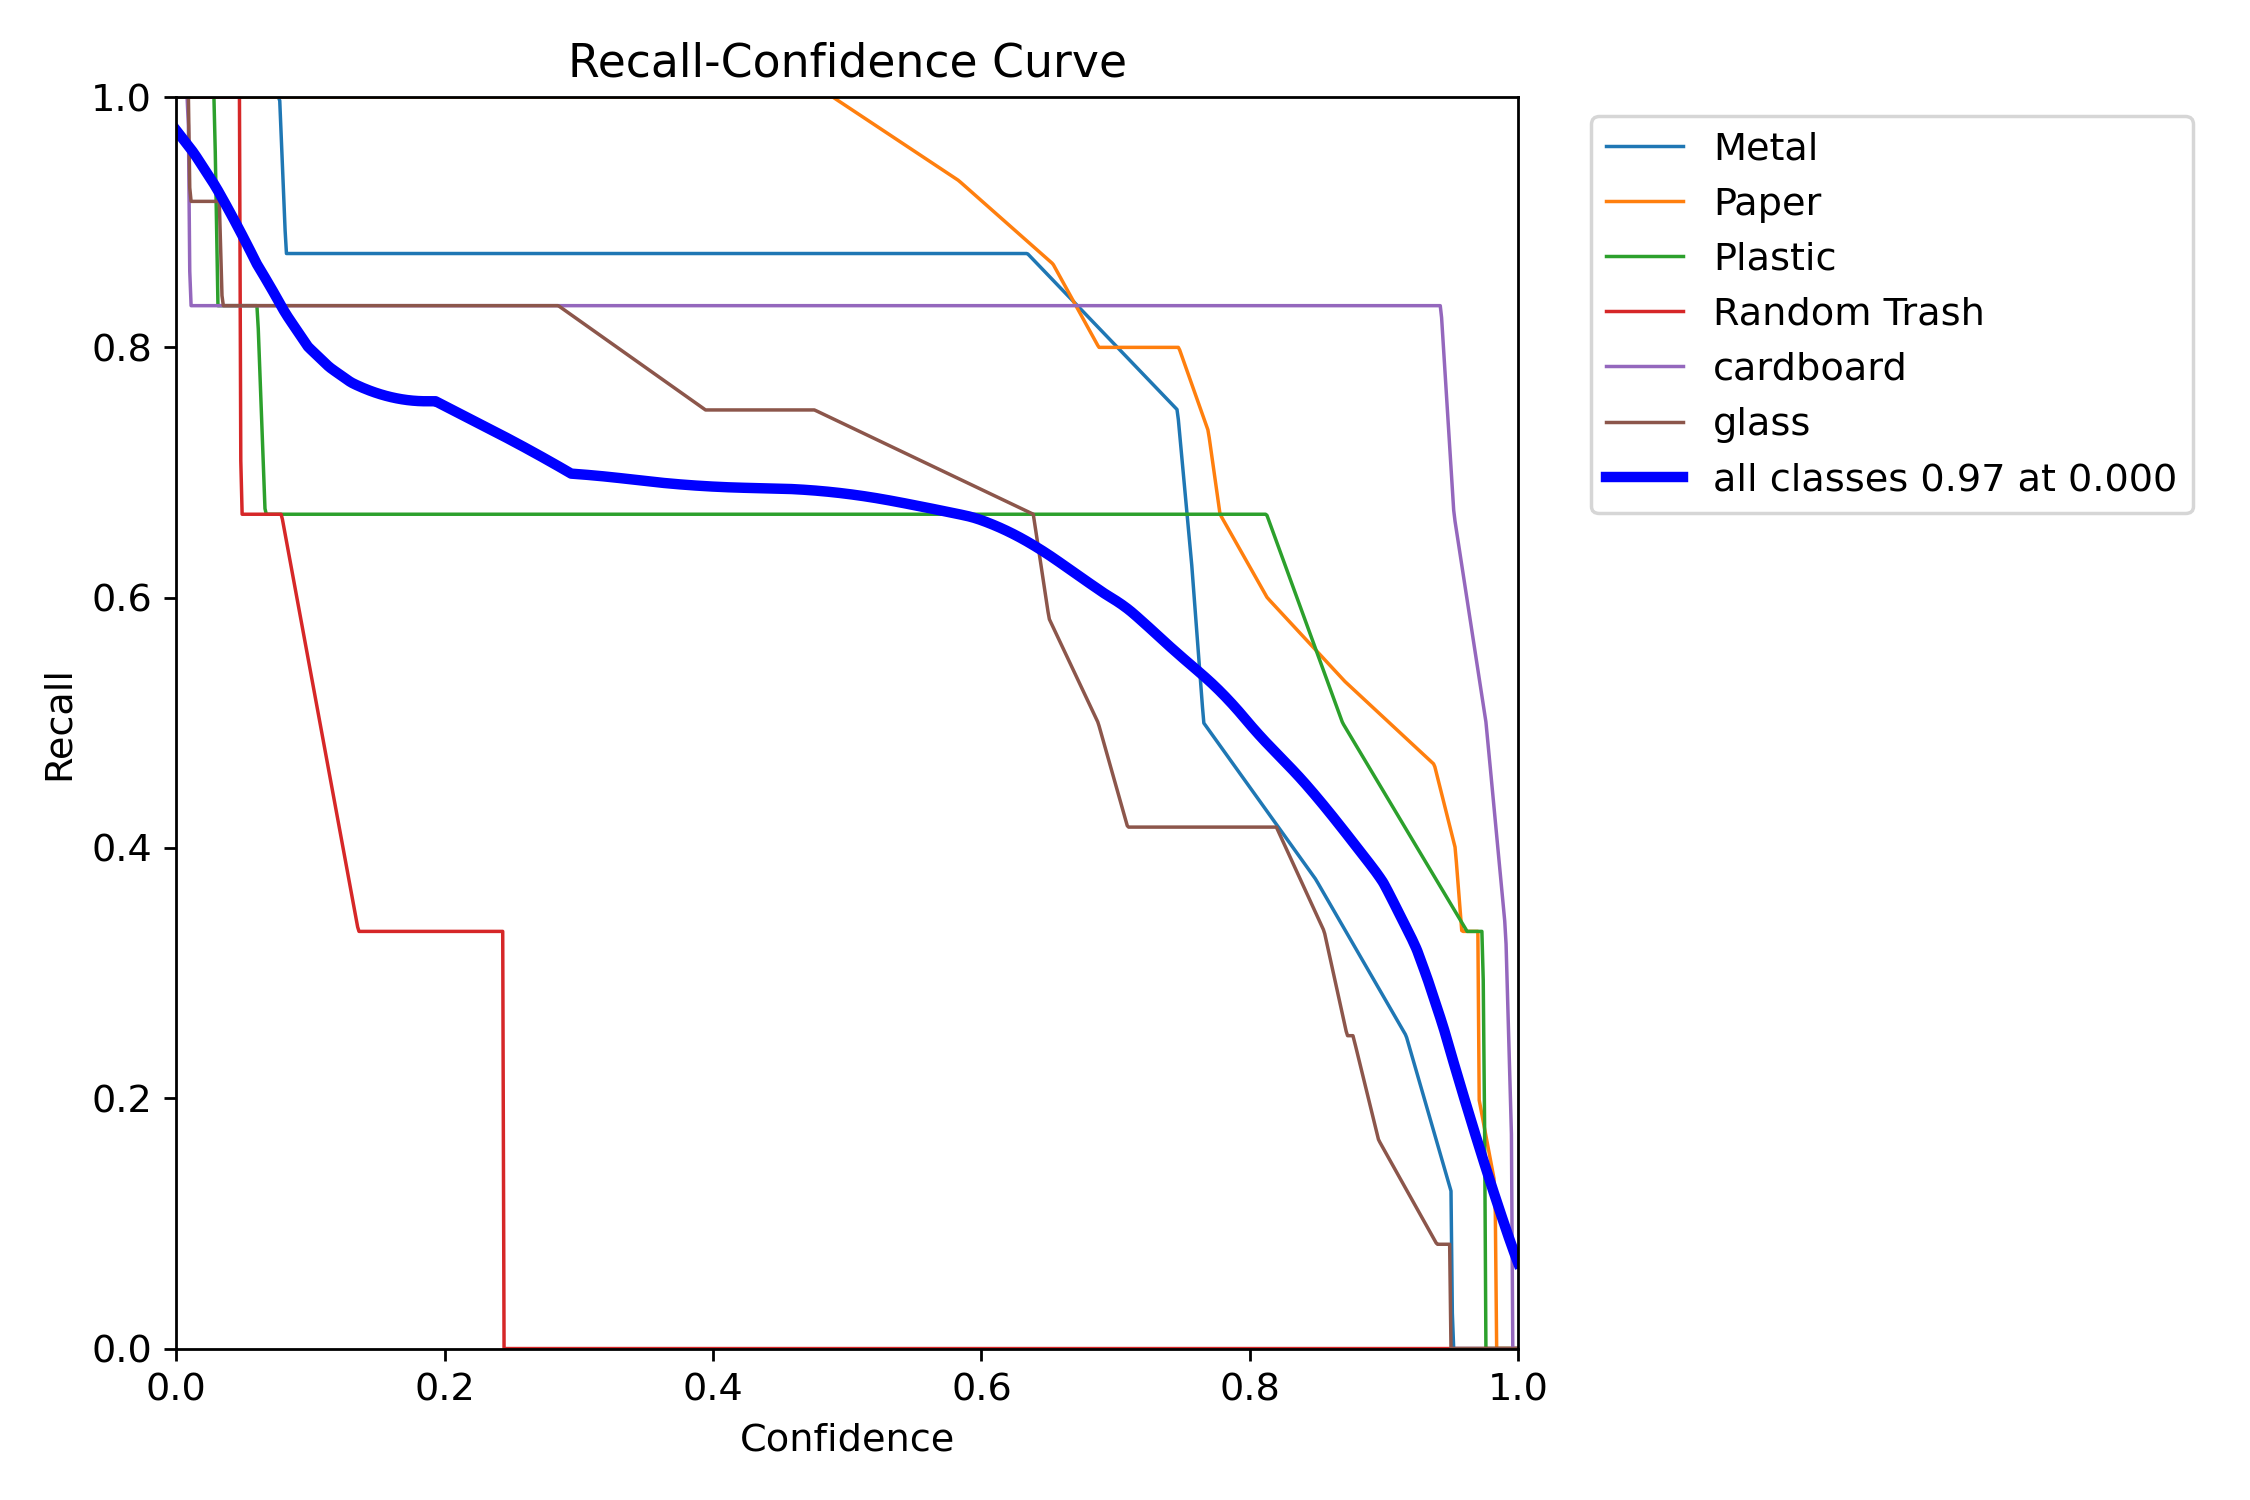 Recall-Confidence Curve
1.0
0.8
0.6
0.4
0.2
0.0
Recall
0.0 0.2 0.4 0.6 0.8 1.0
Confidence
Metal
Paper
Plastic
Random Trash
cardboard
glass
all classes 0.97 at 0.000